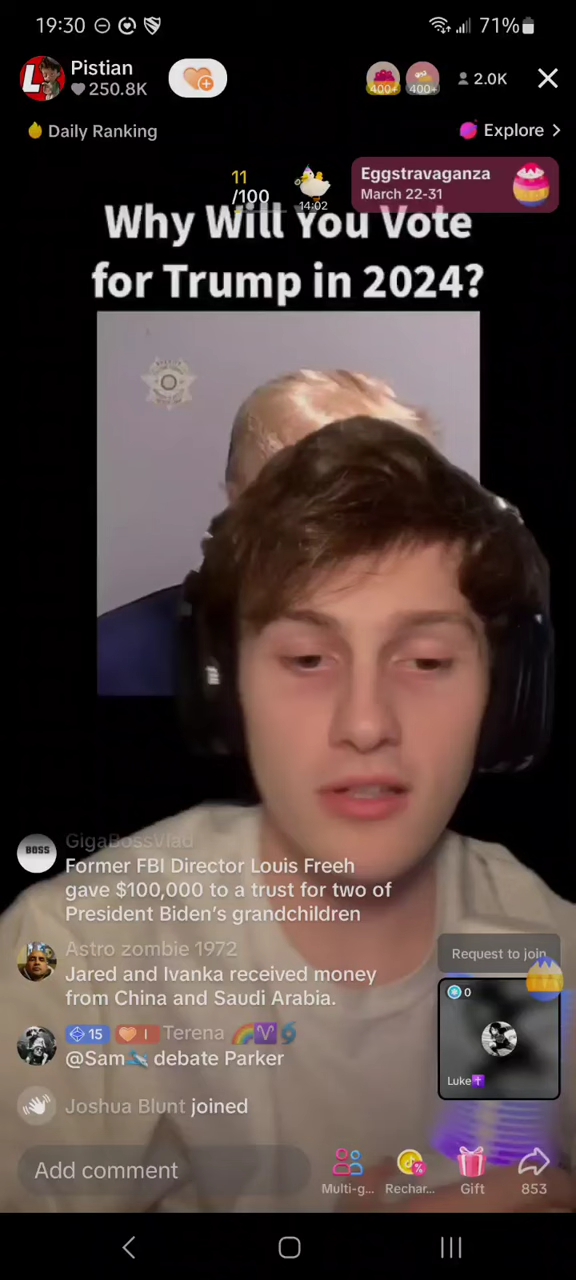 19:30
71%
Pistian
250.8K
400+
400+
2.0K
Daily Ranking
Explore
11
/100
14:02
Eggstravaganza
March 22-31
Why Will You Vote
for Trump in 2024?
GigaBossVlad
BOSS
Former FBI Director Louis Freeh
gave $100,000 to a trust for two of
President Biden’s grandchildren
Astro zombie 1972
Jared and Ivanka received money
from China and Saudi Arabia.
15
I
Terena
@Sam debate Parker
Joshua Blunt joined
Request to join
0
Luke
Add comment
Multi-g...
Rechar...
Gift
853